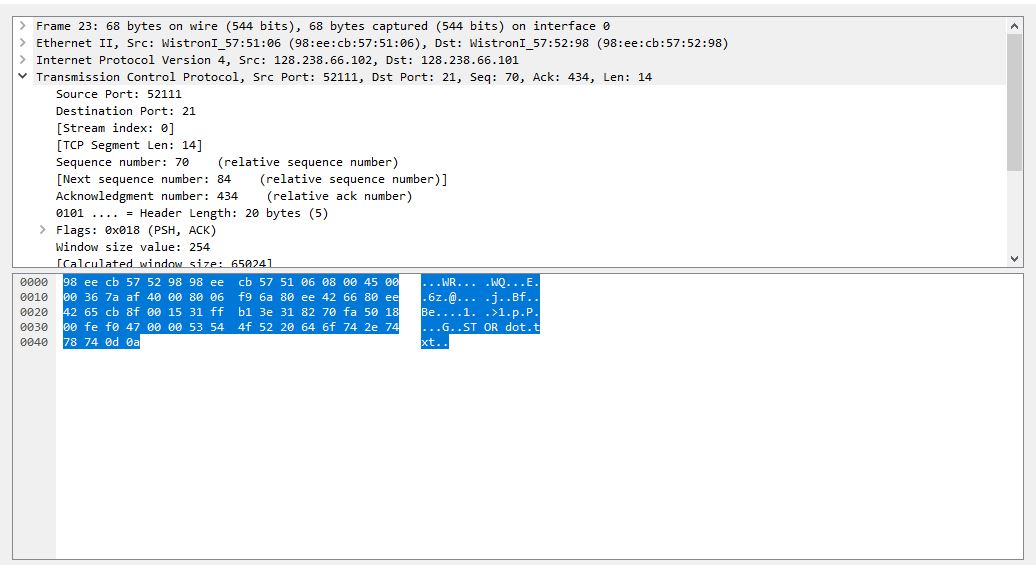 Frame 23: 68 bytes on wire (544 bits), 68 bytes captured (544 bits) on interface 0
Ethernet II, Src: WistronI_57:51:06 (98:ee:cb:57:51:06), Dst: WistronI_57:52:98 (98:ee:cb:57:52:98)
Internet Protocol Version 4, Src: 128.238.66.102, Dst: 128.238.66.101
Transmission Control Protocol, Src Port: 52111, Dst Port: 21, Seq: 70, Ack: 434, Len: 14
Source Port: 52111
Destination Port: 21
[Stream index: 0]
[TCP Segment Len: 14]
Sequence number: 70    (relative sequence number)
[Next sequence number: 84    (relative sequence number)]
Acknowledgment number: 434    (relative ack number)
0101 .... = Header Length: 20 bytes (5)
Flags: 0x018 (PSH, ACK)
Window size value: 254
[Calculated window size: 65024]
0000  98 ee cb 57 52 98 98 ee  cb 57 51 06 08 00 45 00   ...WR... .WQ...E.
0010  00 36 7a af 40 00 80 06  f9 6a 80 ee 42 66 80 ee   .6z.@... .j..Bf..
0020  42 65 cb 8f 00 15 31 ff  b1 3e 31 82 70 fa 50 18   Be....1. .>1.p.P.
0030  00 fe f0 47 00 00 53 54  4f 52 20 64 6f 74 2e 74   ...G..ST OR dot.t
0040  78 74 0d 0a   xt..